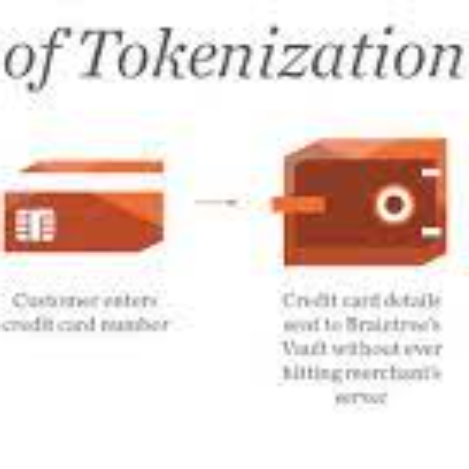 of Tokenization
Customer enters
credit card number
Credit card details
sent to Braintree's
Vault without ever
hitting merchant's
server